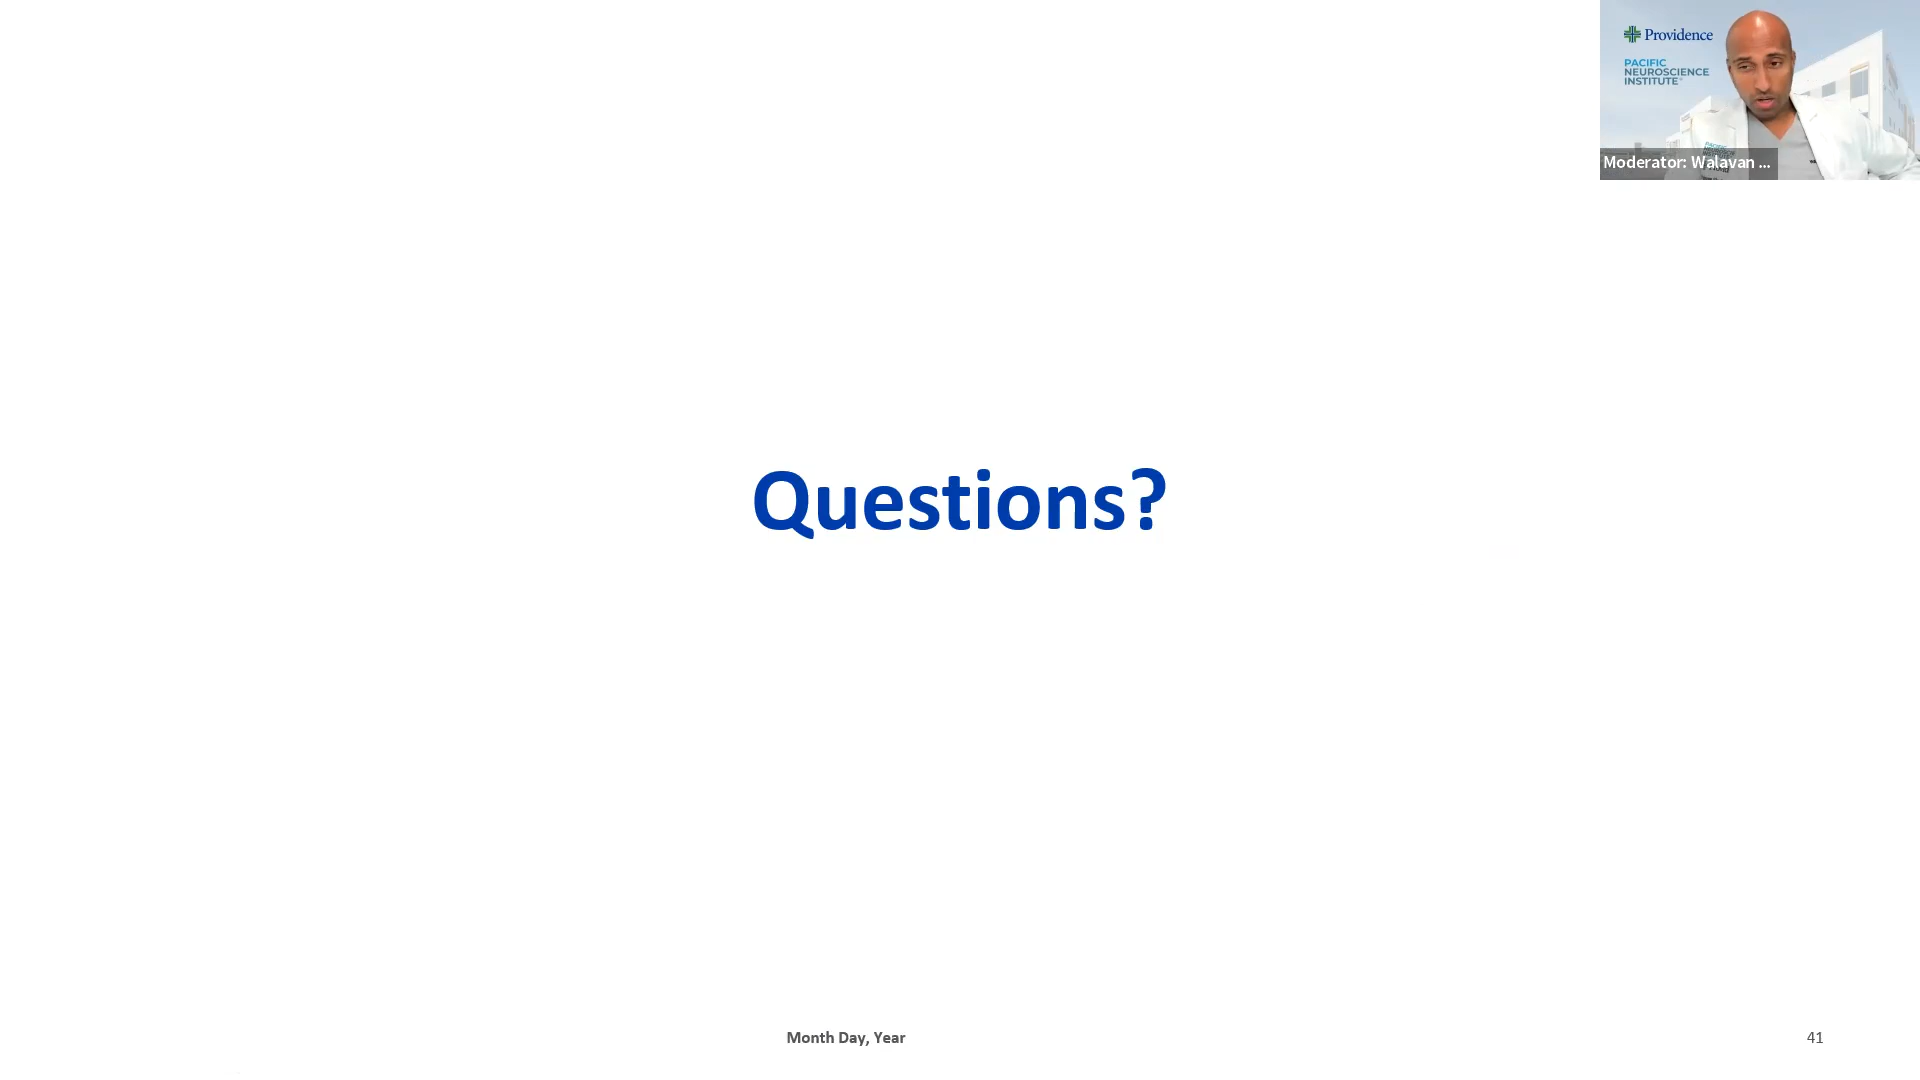 Providence
PACIFIC
NEUROSCIENCE
INSTITUTE
Moderator: Walavan ...
Questions?
Month Day, Year
41